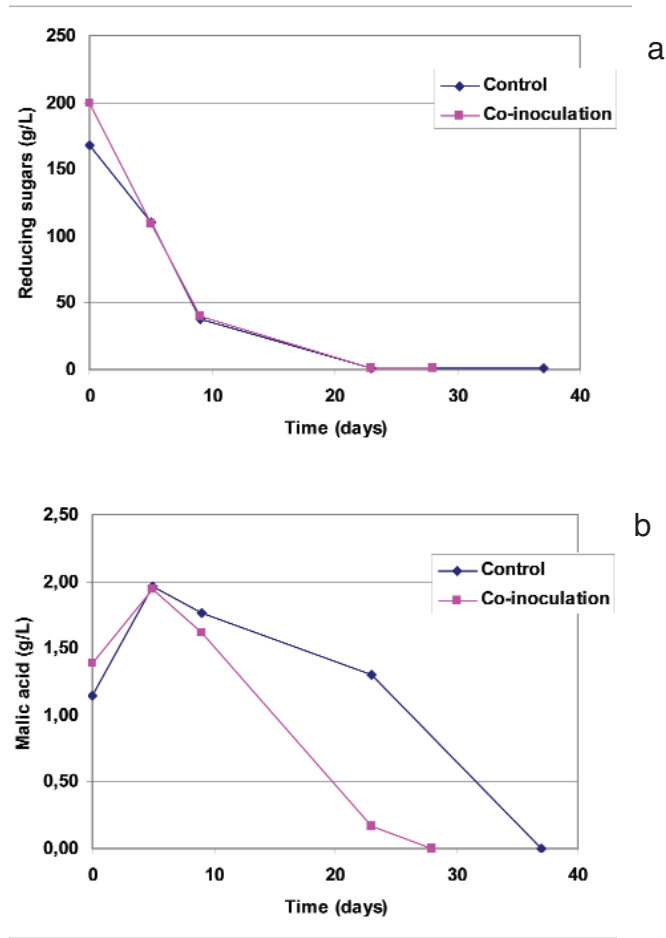 a
250
200
150
100
50
0
Reducing sugars (g/L)
Control
Co-inoculation
0 10 20 30 40
Time (days)
b
2,50
2,00
1,50
1,00
0,50
0,00
Malic acid (g/L)
Control
Co-inoculation
0 10 20 30 40
Time (days)